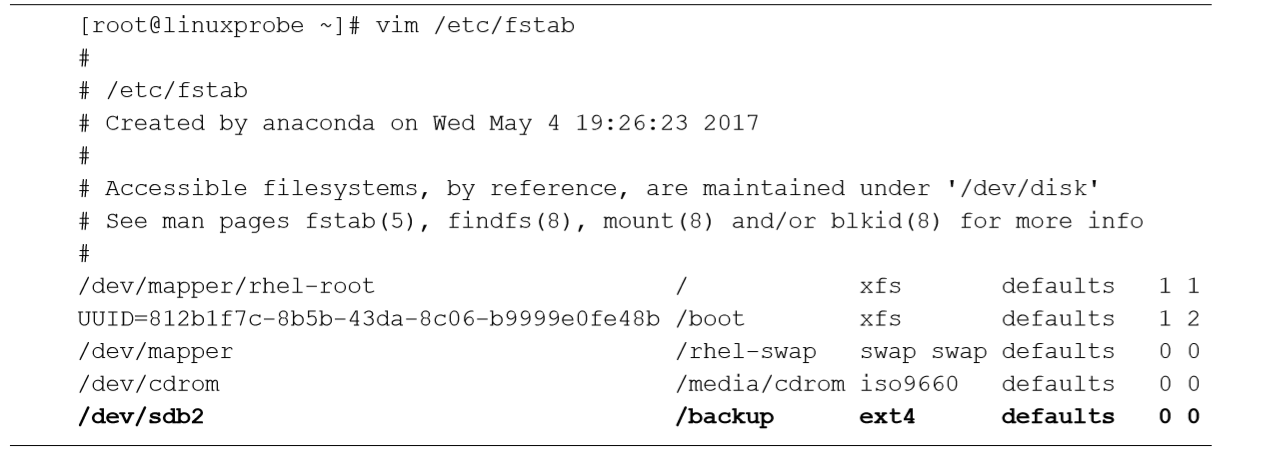 [root@linuxprobe ~]# vim /etc/fstab
#
# /etc/fstab
# Created by anaconda on Wed May 4 19:26:23 2017
#
# Accessible filesystems, by reference, are maintained under '/dev/disk'
# See man pages fstab(5), findfs(8), mount(8) and/or blkid(8) for more info
#
/dev/mapper/rhel-root / xfs defaults 1 1
UUID=812b1f7c-8b5b-43da-8c06-b9999e0fe48b /boot xfs defaults 1 2
/dev/mapper /rhel-swap swap swap defaults 0 0
/dev/cdrom /media/cdrom iso9660 defaults 0 0
/dev/sdb2 /backup ext4 defaults 0 0